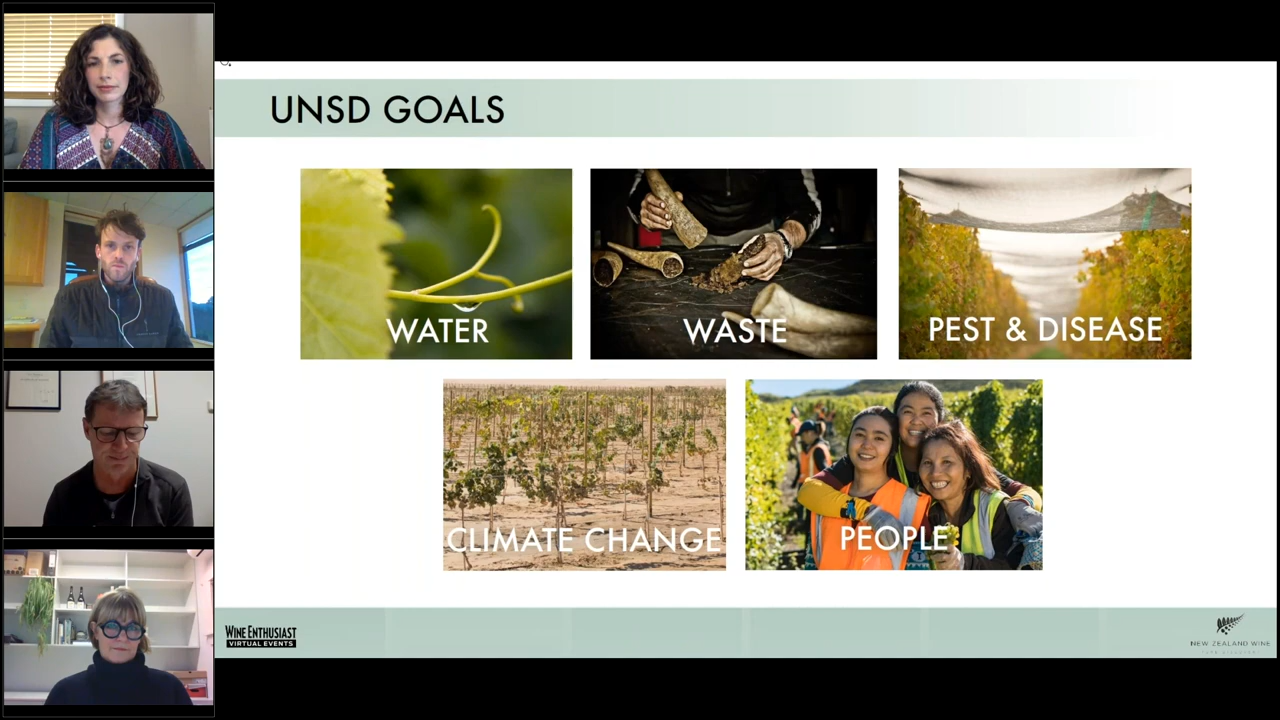 UNSD GOALS
WATER
WASTE
PEST & DISEASE
CLIMATE CHANGE
PEOPLE
WINE ENTHUSIAST
VIRTUAL EVENTS
NEW ZEALAND WINE